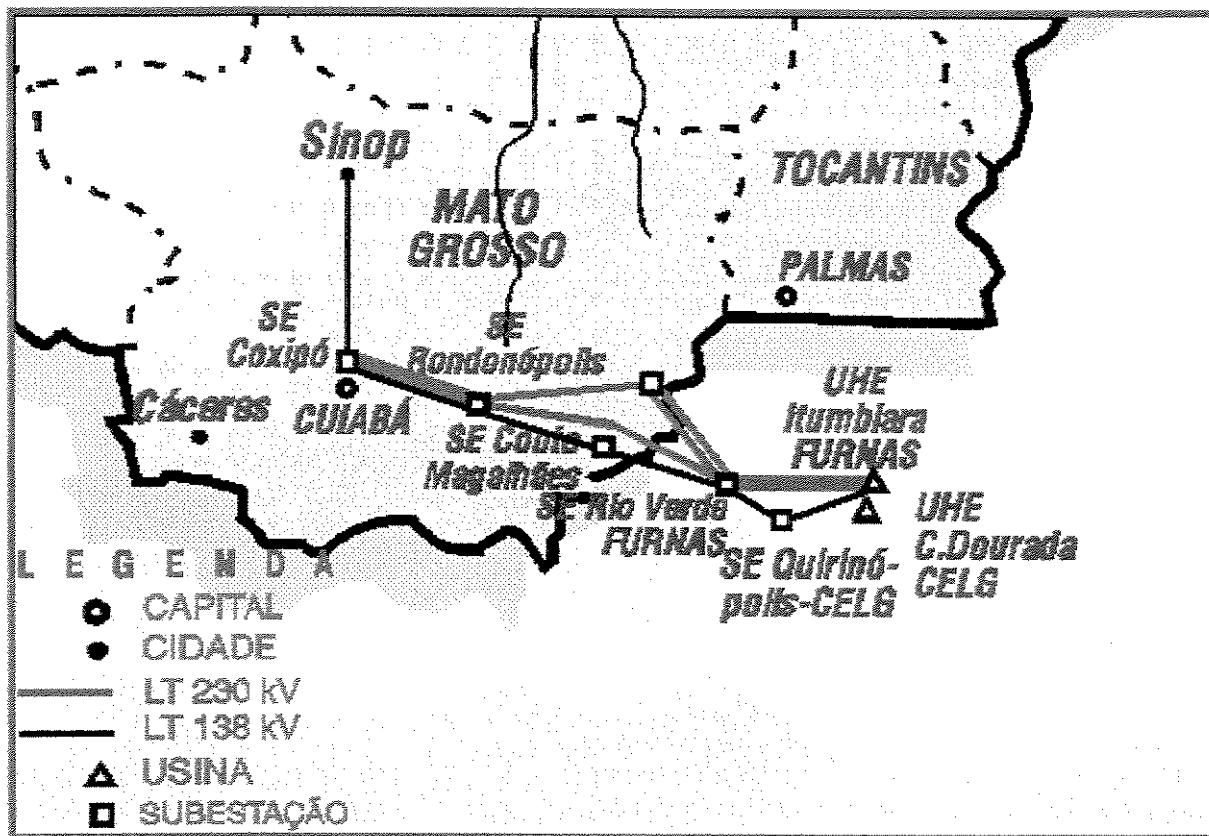 Sinop
MATO
GROSSO
TOCANTINS
PALMAS
SE
Coxipó
SE
Rondonópolis
UHE
Itumbiara
FURNAS
Cáceres
CUIABÁ
SE Couto
Magalhães
SE Rio Verde
FURNAS
UHE
C.Dourada
CELG
SE Quirinó-
polis-CELG
LEGENDA
CAPITAL
CIDADE
LT 230 kV
LT 138 kV
USINA
SUBESTAÇÃO